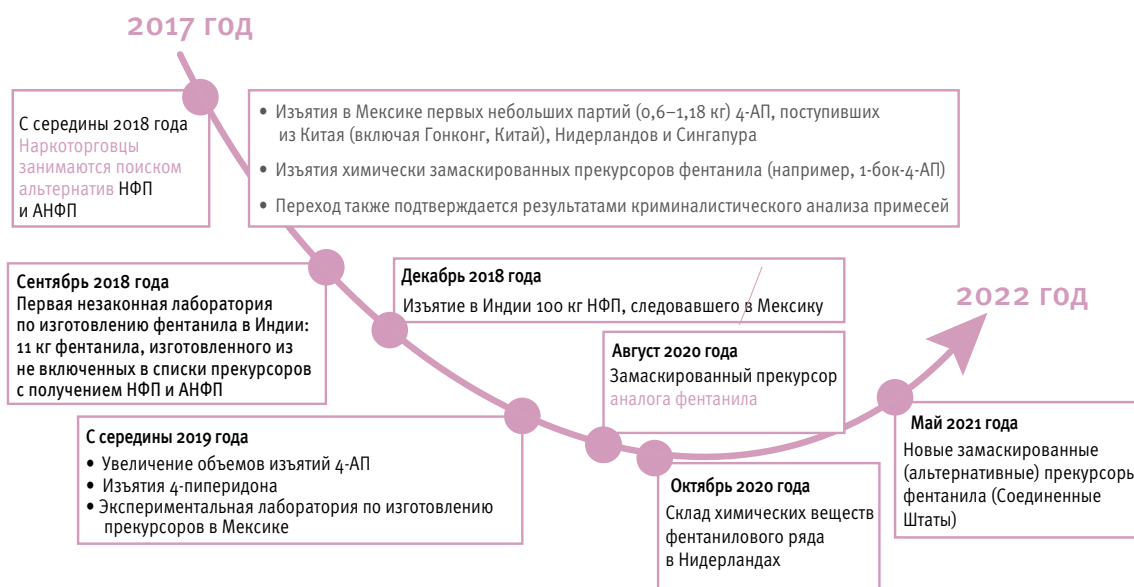 2017 ГОД
С середины 2018 года
Наркоторговцы
занимаются поиском
альтернатив НФП
и АНФП
• Изъятия в Мексике первых небольших партий (0,6–1,18 кг) 4-АП, поступивших
из Китая (включая Гонконг, Китай), Нидерландов и Сингапура
• Изъятия химически замаскированных прекурсоров фентанила (например, 1-бок-4-АП)
• Переход также подтверждается результатами криминалистического анализа примесей
Сентябрь 2018 года
Первая незаконная лаборатория
по изготовлению фентанила в Индии:
11 кг фентанила, изготовленного из
не включенных в списки прекурсоров
с получением НФП и АНФП
Декабрь 2018 года
Изъятие в Индии 100 кг НФП, следовавшего в Мексику
2022 ГОД
Август 2020 года
Замаскированный прекурсор
аналога фентанила
С середины 2019 года
• Увеличение объемов изъятий 4-АП
• Изъятия 4-пиперидона
• Экспериментальная лаборатория по изготовлению
прекурсоров в Мексике
Октябрь 2020 года
Склад химических веществ
фентанилового ряда
в Нидерландах
Май 2021 года
Новые замаскированные
(альтернативные) прекурсоры
фентанила (Соединенные
Штаты)